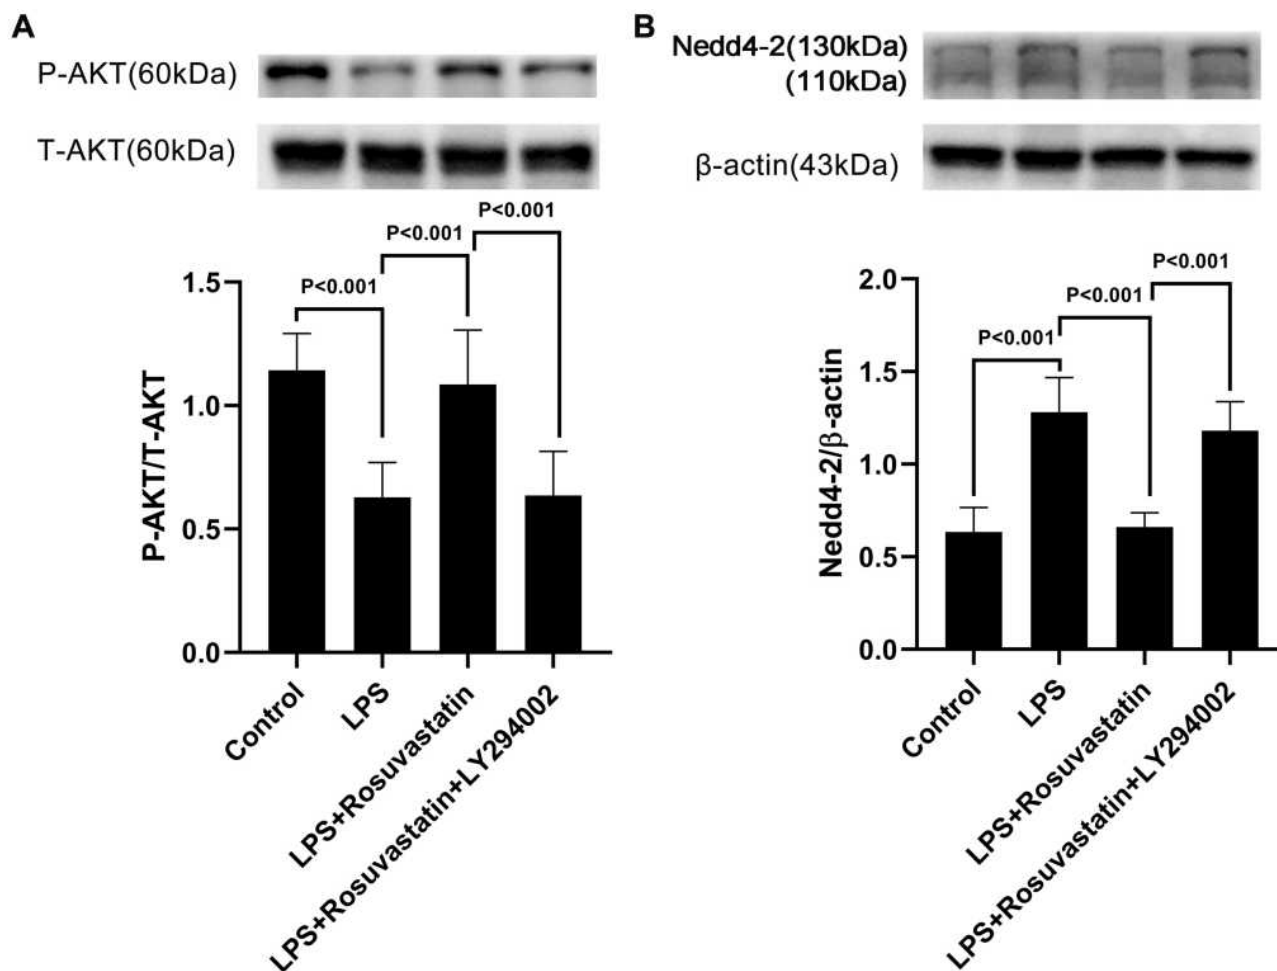 A
P-AKT(60kDa)
T-AKT(60kDa)
P<0.001
P<0.001
P<0.001
1.5
1.0
0.5
0.0
P-AKT/T-AKT
Control
LPS
LPS+Rosuvastatin
LPS+Rosuvastatin+LY294002
B
Nedd4-2(130kDa)
(110kDa)
β-actin(43kDa)
P<0.001
P<0.001
P<0.001
2.0
1.5
1.0
0.5
0.0
Nedd4-2/β-actin
Control
LPS
LPS+Rosuvastatin
LPS+Rosuvastatin+LY294002